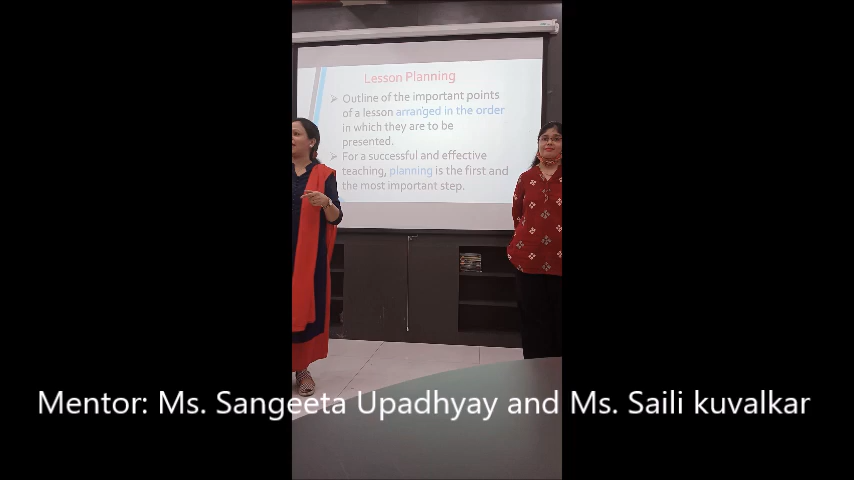 Lesson Planning
➢ Outline of the important points
of a lesson arranged in the order
in which they are to be
presented.
➢ For a successful and effective
teaching, planning is the first and
the most important step.
Mentor: Ms. Sangeeta Upadhyay and Ms. Saili kuvalkar